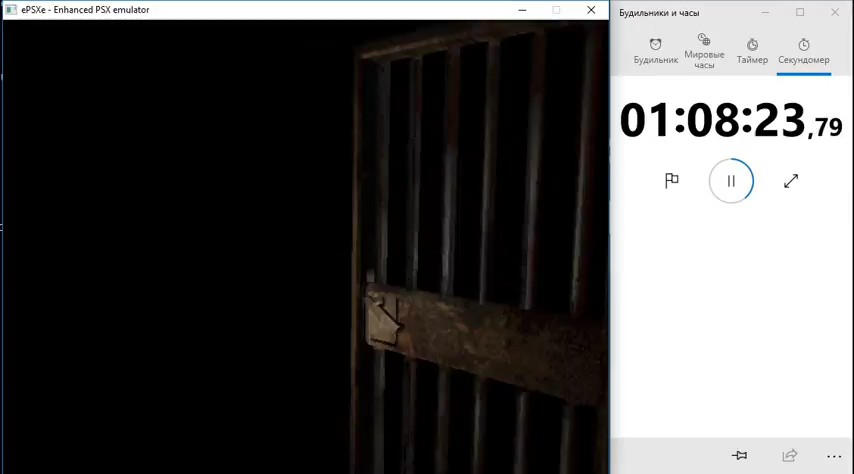 ePSXe - Enhanced PSX emulator
Будильники и часы
Будильник
Мировые часы
Таймер
Секундомер
01:08:23,79